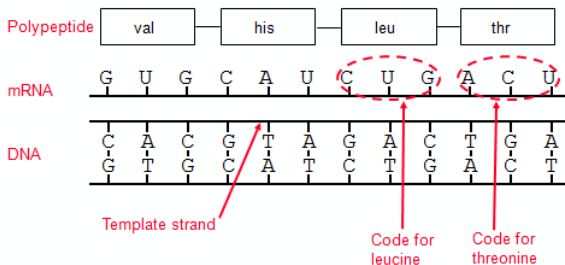 Polypeptide val his leu thr
G U G C A U C U G A C U
mRNA
C A C G T A G A C T G A
DNA
G T G C A T C T G A C T
Template strand
Code for leucine
Code for threonine